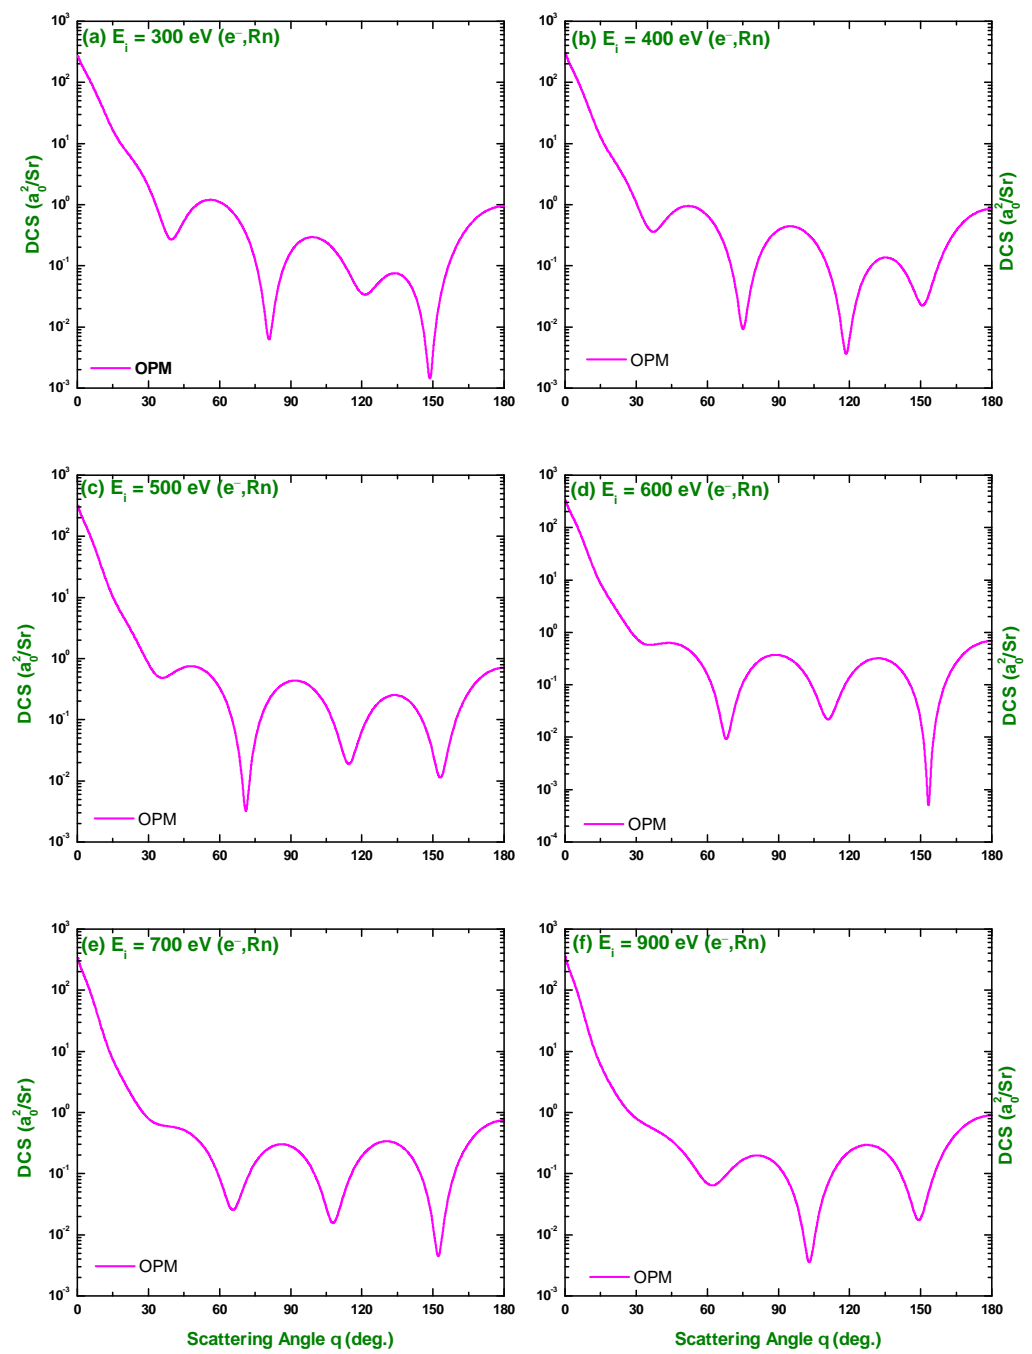 (a) E_i = 300 eV (e⁻,Rn)
DCS (a₀²/Sr)
10³
10²
10¹
10⁰
10⁻¹
10⁻²
10⁻³
OPM
0 30 60 90 120 150 180
(b) E_i = 400 eV (e⁻,Rn)
10³
10²
10¹
10⁰
10⁻¹
10⁻²
10⁻³
OPM
0 30 60 90 120 150 180
DCS (a₀²/Sr)
(c) E_i = 500 eV (e⁻,Rn)
DCS (a₀²/Sr)
10³
10²
10¹
10⁰
10⁻¹
10⁻²
10⁻³
OPM
0 30 60 90 120 150 180
(d) E_i = 600 eV (e⁻,Rn)
10³
10²
10¹
10⁰
10⁻¹
10⁻²
10⁻³
10⁻⁴
OPM
0 30 60 90 120 150 180
DCS (a₀²/Sr)
(e) E_i = 700 eV (e⁻,Rn)
DCS (a₀²/Sr)
10³
10²
10¹
10⁰
10⁻¹
10⁻²
10⁻³
OPM
0 30 60 90 120 150 180
Scattering Angle q (deg.)
(f) E_i = 900 eV (e⁻,Rn)
10³
10²
10¹
10⁰
10⁻¹
10⁻²
10⁻³
OPM
0 30 60 90 120 150 180
Scattering Angle q (deg.)
DCS (a₀²/Sr)